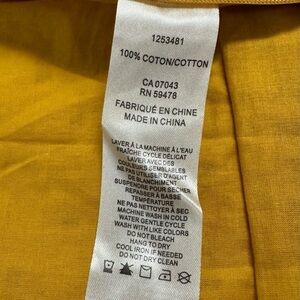 1253481
100% COTON/COTTON
CA 07043
RN 59478
FABRIQUÉ EN CHINE
MADE IN CHINA
LAVER À LA MACHINE À L'EAU
FRAÎCHE CYCLE DÉLICAT
LAVER AVEC DES
COULEURS SEMBLABLES
NE PAS UTILISER D'AGENT
DE BLANCHIMENT
SUSPENDRE POUR SÉCHER
REPASSER À BASSE
TEMPÉRATURE
NE PAS NETTOYER À SEC
MACHINE WASH IN COLD
WATER GENTLE CYCLE
WASH WITH LIKE COLORS
DO NOT BLEACH
HANG TO DRY
COOL IRON IF NEEDED
DO NOT DRY CLEAN